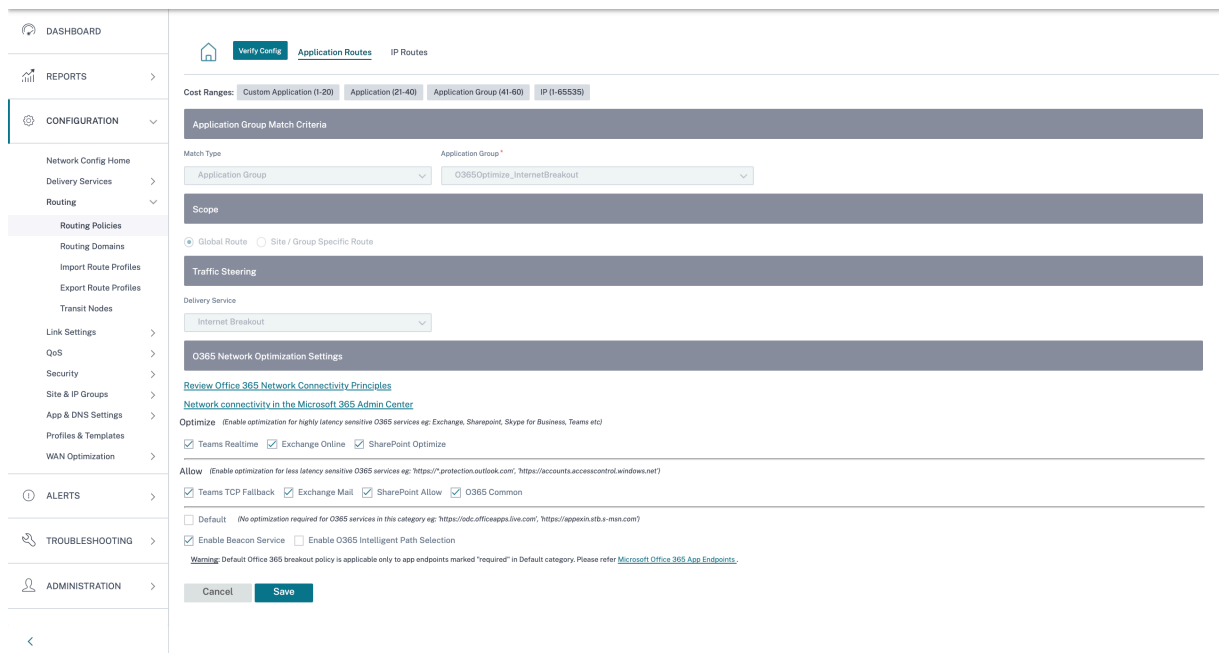 DASHBOARD
REPORTS
CONFIGURATION
Network Config Home
Delivery Services
Routing
Routing Policies
Routing Domains
Import Route Profiles
Export Route Profiles
Transit Nodes
Link Settings
QoS
Security
Site & IP Groups
App & DNS Settings
Profiles & Templates
WAN Optimization
ALERTS
TROUBLESHOOTING
ADMINISTRATION
Verify Config Application Routes IP Routes
Cost Ranges: Custom Application (1-20) Application (21-40) Application Group (41-60) IP (1-65535)
Application Group Match Criteria
Match Type Application Group *
Application Group O365Optimize_InternetBreakout
Scope
Global Route Site / Group Specific Route
Traffic Steering
Delivery Service
Internet Breakout
O365 Network Optimization Settings
Review Office 365 Network Connectivity Principles
Network connectivity in the Microsoft 365 Admin Center
Optimize (Enable optimization for highly latency sensitive O365 services eg: Exchange, Sharepoint, Skype for Business, Teams etc)
Teams Realtime Exchange Online SharePoint Optimize
Allow (Enable optimization for less latency sensitive O365 services eg: 'https://*.protection.outlook.com', 'https://accounts.accesscontrol.windows.net')
Teams TCP Fallback Exchange Mail SharePoint Allow O365 Common
Default (No optimization required for O365 services in this category eg: 'https://odc.officeapps.live.com', 'https://appexin.stb.s-msn.com')
Enable Beacon Service Enable O365 Intelligent Path Selection
Warning: Default Office 365 breakout policy is applicable only to app endpoints marked "required" in Default category. Please refer Microsoft Office 365 App Endpoints .
Cancel Save